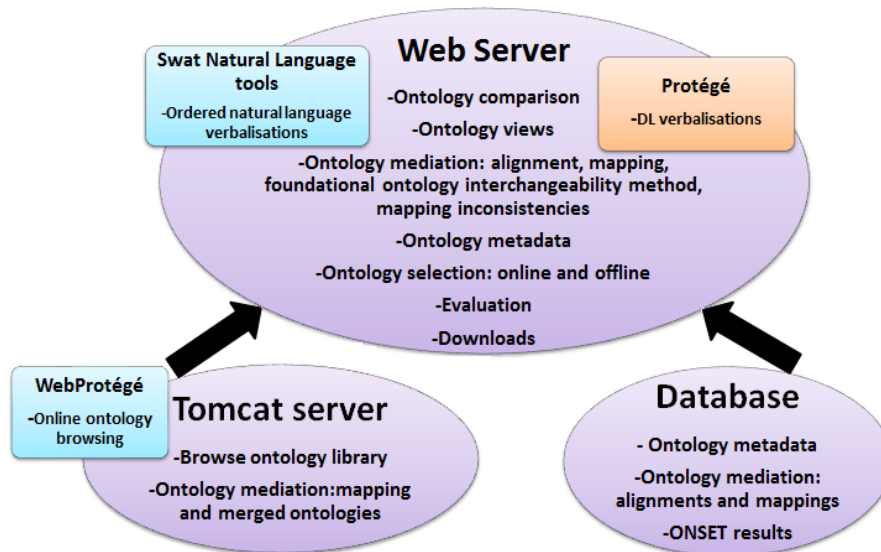 Web Server
Swat Natural Language
tools
-Ordered natural language
verbalisations
Protégé
-DL verbalisations
-Ontology comparison
-Ontology views
-Ontology mediation: alignment, mapping,
foundational ontology interchangeability method,
mapping inconsistencies
-Ontology metadata
-Ontology selection: online and offline
-Evaluation
-Downloads
WebProtégé
-Online ontology
browsing
Tomcat server
-Browse ontology library
-Ontology mediation:mapping
and merged ontologies
Database
- Ontology metadata
-Ontology mediation:
alignments and mappings
-ONSET results